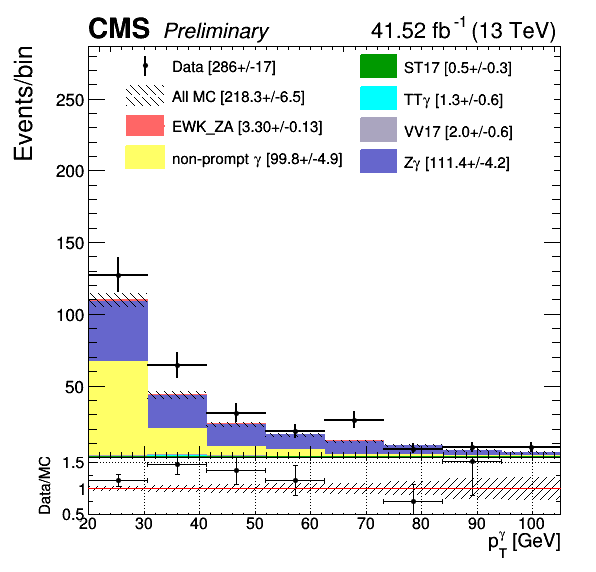 CMS Preliminary 41.52 fb⁻¹ (13 TeV)
Events/bin
Data [286+/-17]
All MC [218.3+/-6.5]
EWK_ZA [3.30+/-0.13]
non-prompt γ [99.8+/-4.9]
ST17 [0.5+/-0.3]
TTγ [1.3+/-0.6]
VV17 [2.0+/-0.6]
Zγ [111.4+/-4.2]
250
200
150
100
50
Data/MC
1.5
1
0.5
20 30 40 50 60 70 80 90 100
p_T^γ [GeV]